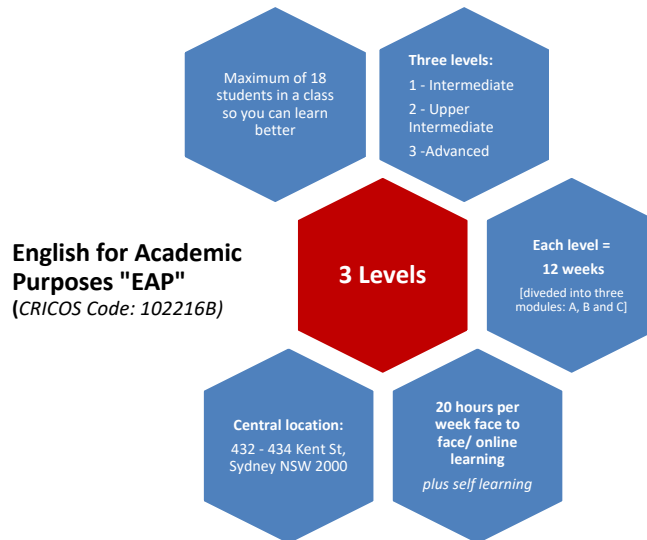 Maximum of 18
students in a class
so you can learn
better
Three levels:
1 - Intermediate
2 - Upper
Intermediate
3 -Advanced
English for Academic
Purposes "EAP"
(CRICOS Code: 102216B)
3 Levels
Each level =
12 weeks
[diveded into three
modules: A, B and C]
Central location:
432 - 434 Kent St,
Sydney NSW 2000
20 hours per
week face to
face/ online
learning
plus self learning